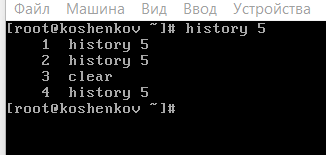 Файл Машина Вид Ввод Устройства
[root@koshenkov ~]# history 5
1 history 5
2 history 5
3 clear
4 history 5
[root@koshenkov ~]#